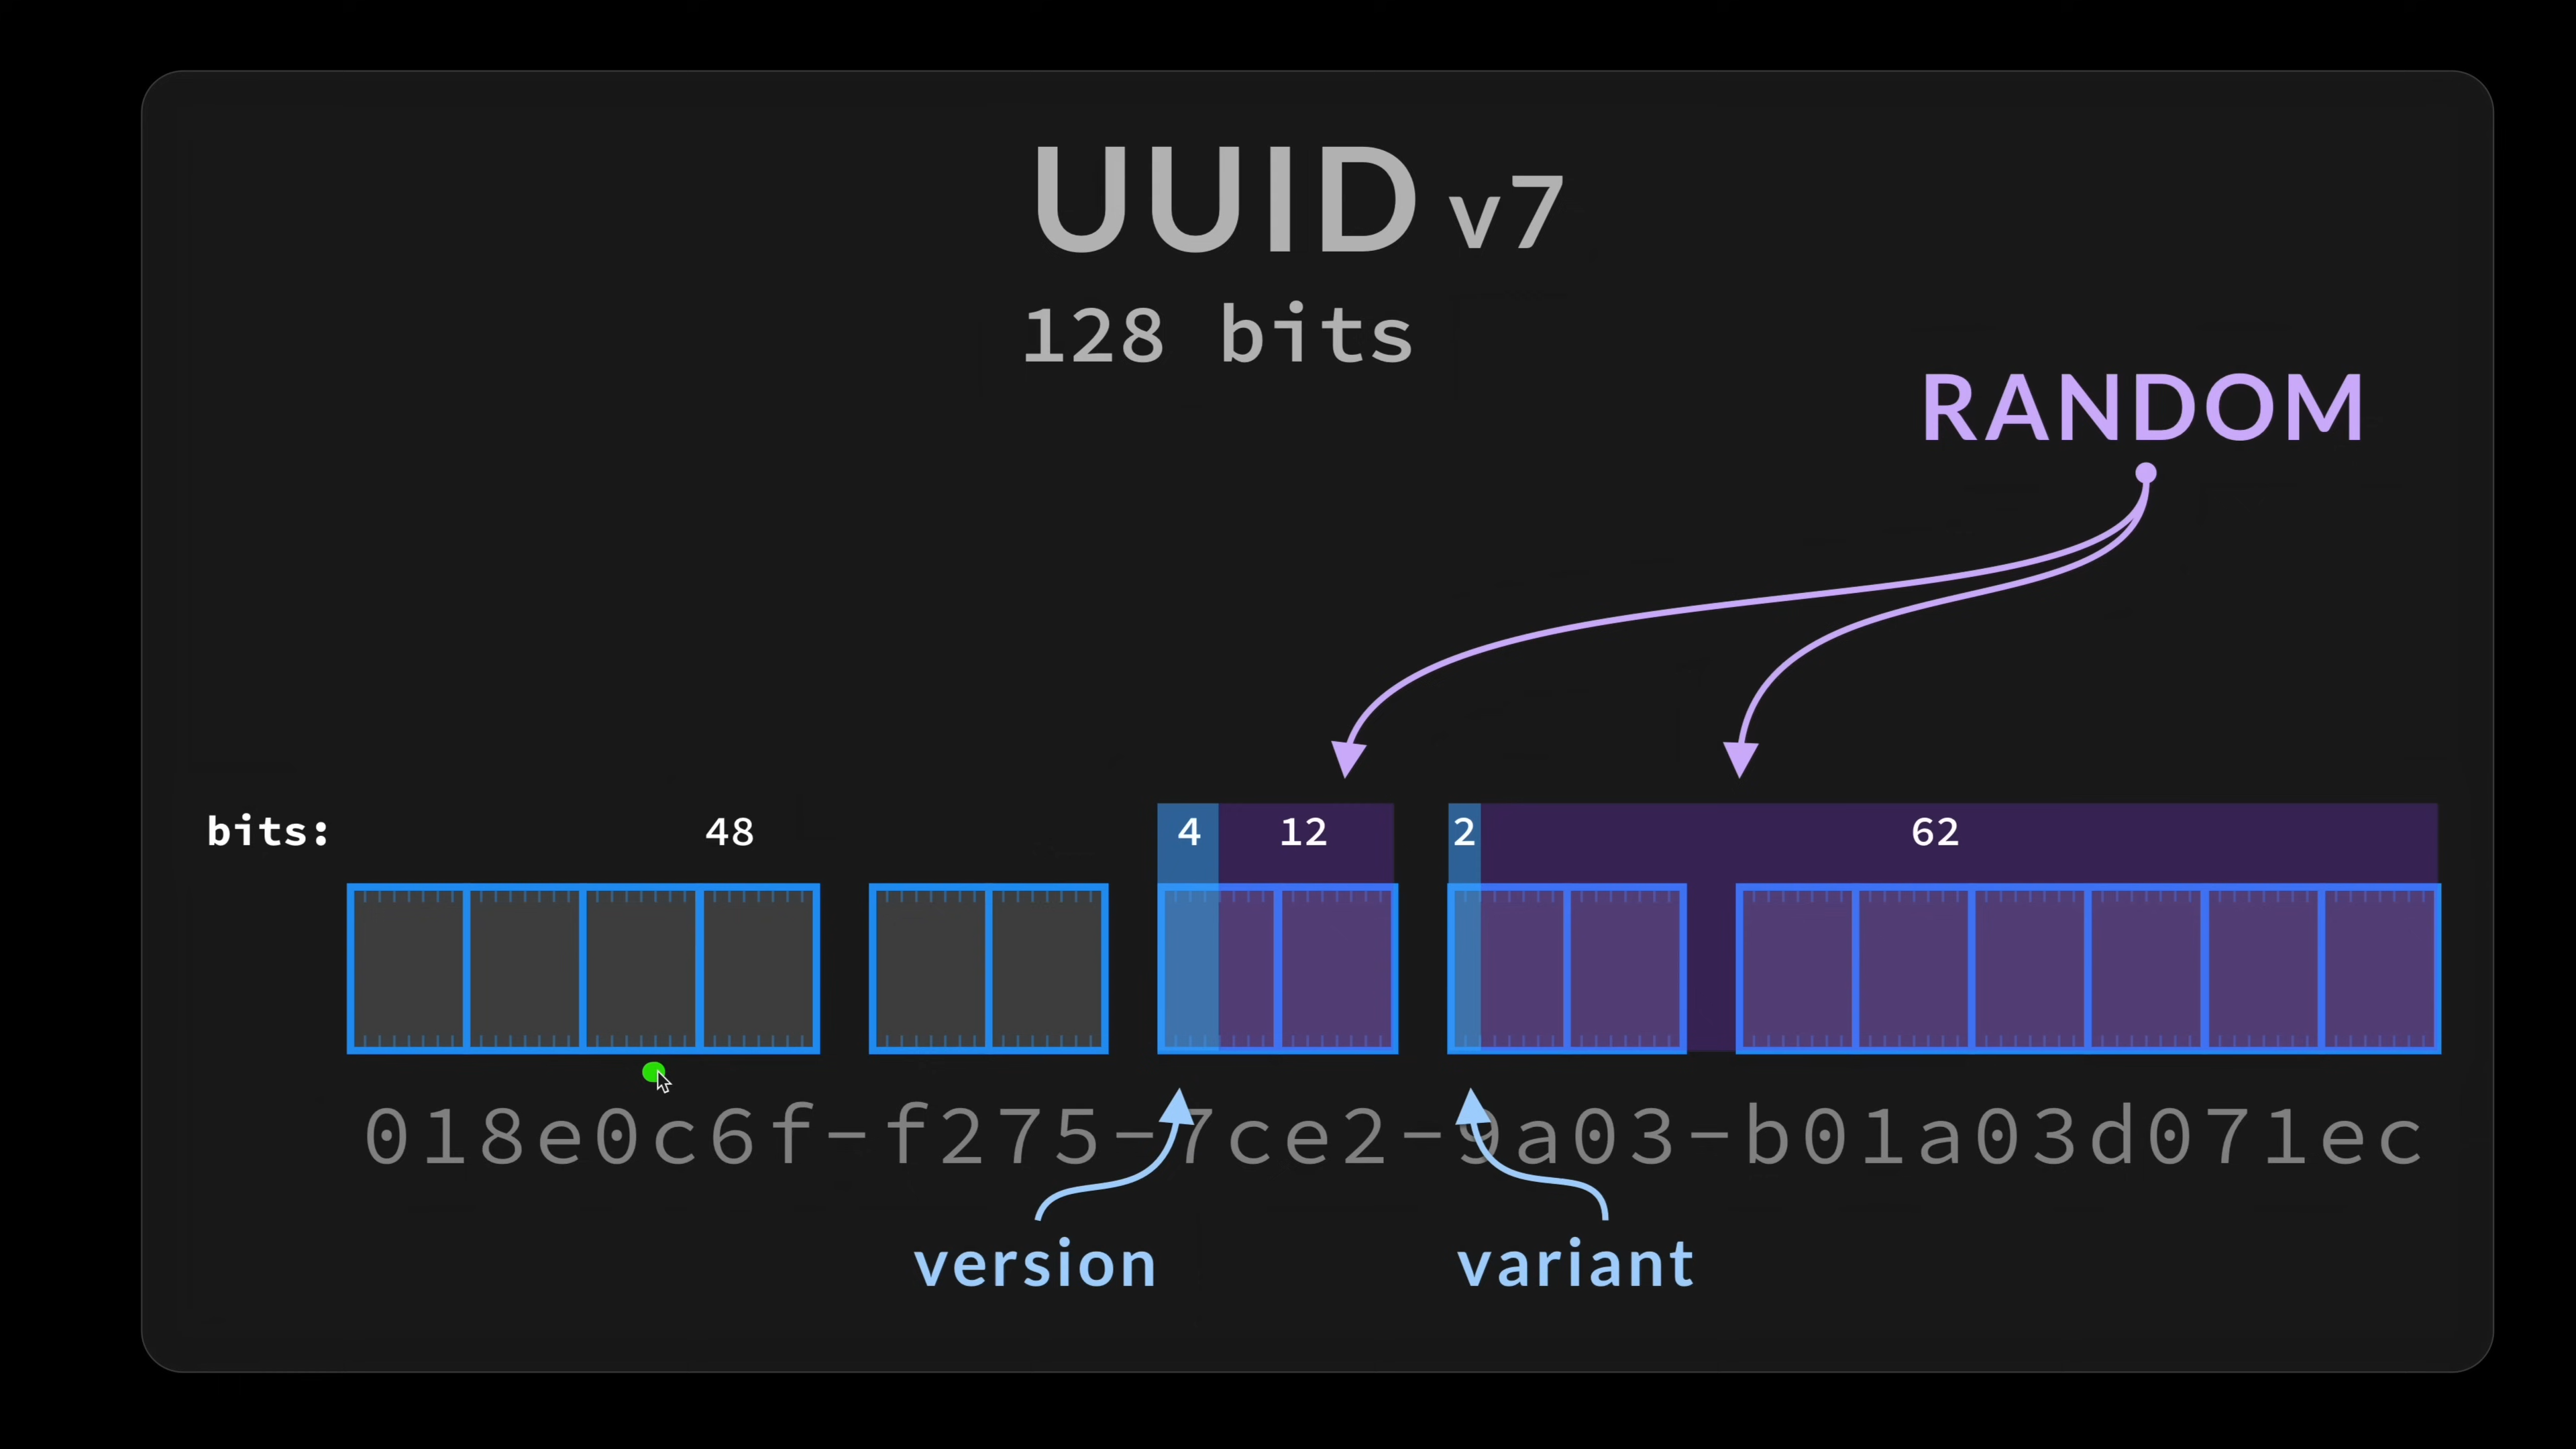 UUID v7
128 bits
RANDOM
bits: 48 4 12 2 62
018e0c6f-f275-7ce2-9a03-b01a03d071ec
version variant